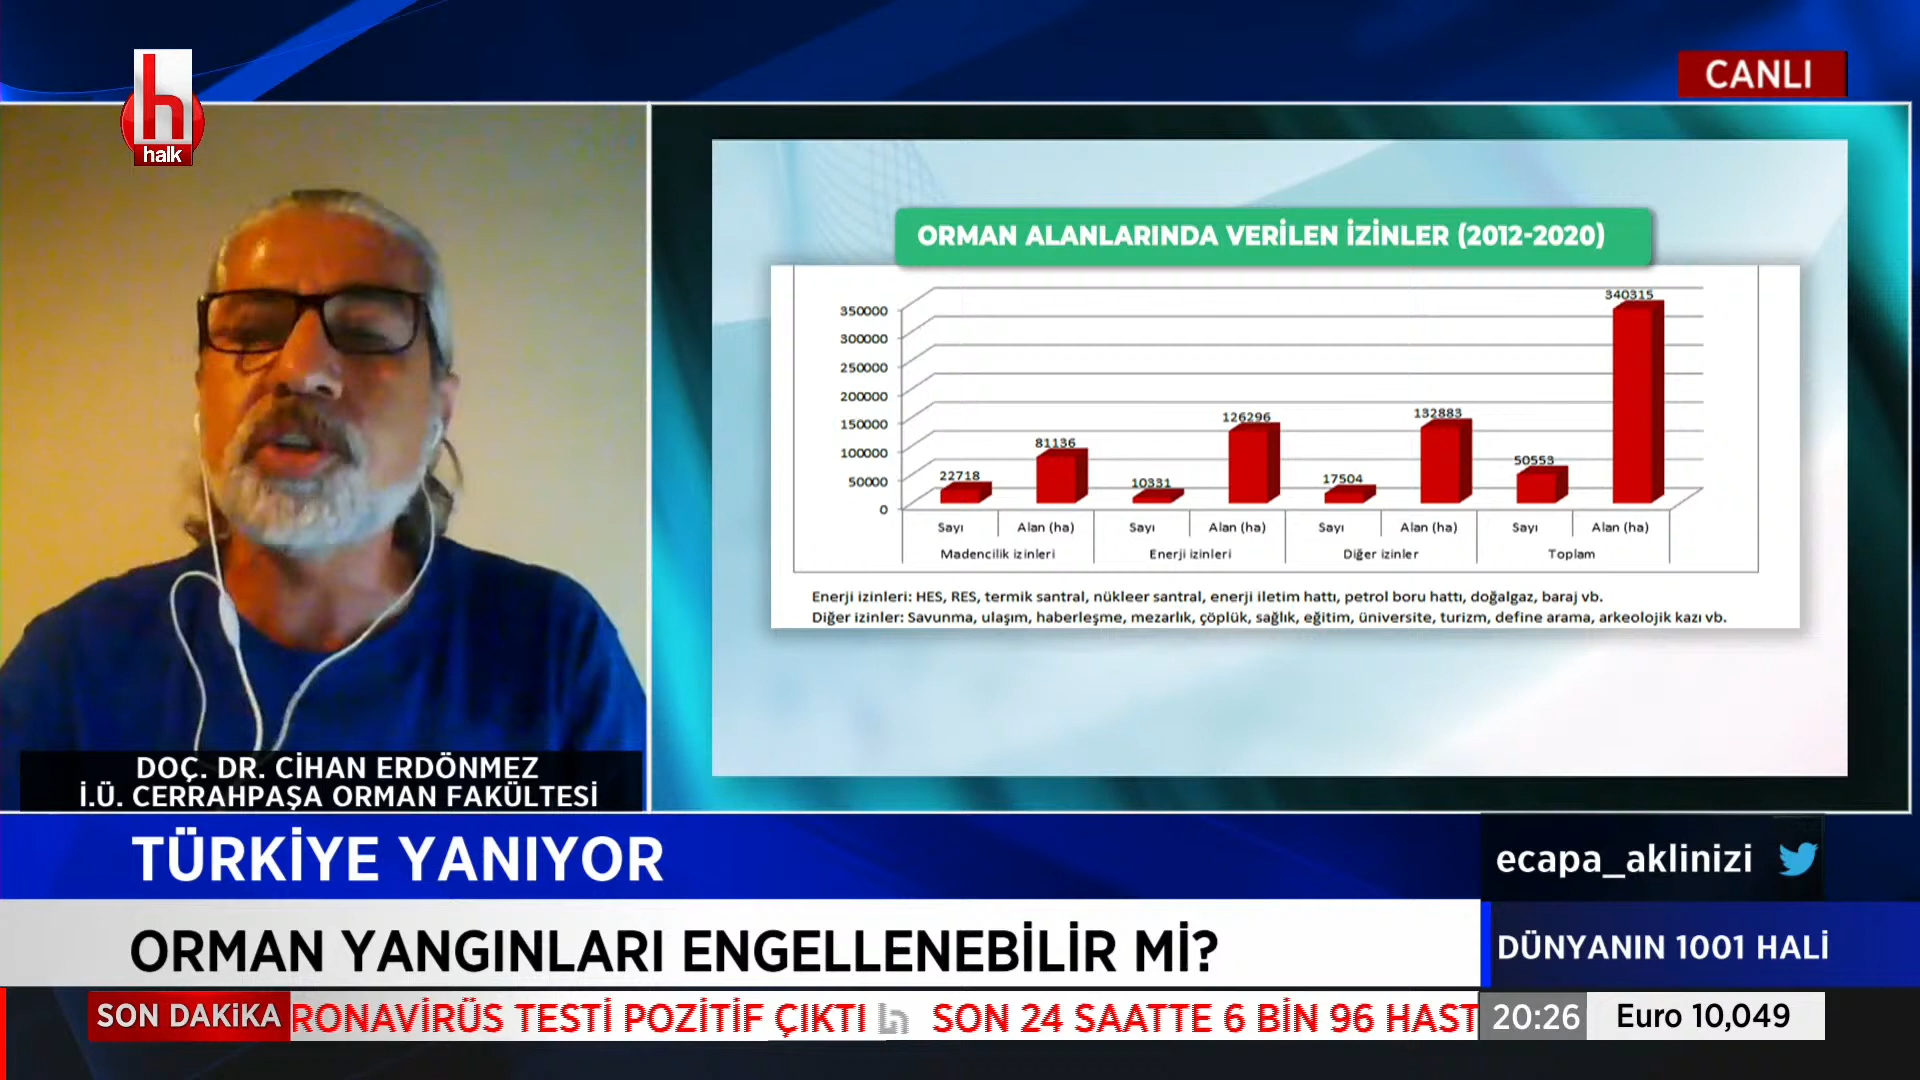 h
halk
CANLI
ORMAN ALANLARINDA VERİLEN İZİNLER (2012-2020)
350000
300000
250000
200000
150000
100000
50000
0
22718
81136
10331
126296
17504
132883
50553
340315
Sayı
Alan (ha)
Sayı
Alan (ha)
Sayı
Alan (ha)
Sayı
Alan (ha)
Madencilik izinleri
Enerji izinleri
Diğer izinler
Toplam
Enerji izinleri: HES, RES, termik santral, nükleer santral, enerji iletim hattı, petrol boru hattı, doğalgaz, baraj vb.
Diğer izinler: Savunma, ulaşım, haberleşme, mezarlık, çöplük, sağlık, eğitim, üniversite, turizm, define arama, arkeolojik kazı vb.
DOÇ. DR. CİHAN ERDÖNMEZ
İ.Ü. CERRAHPAŞA ORMAN FAKÜLTESİ
TÜRKİYE YANIYOR
ecapa_aklinizi
ORMAN YANGINLARI ENGELLENEBİLİR Mİ?
DÜNYANIN 1001 HALİ
SON DAKİKA
RONAVİRÜS TESTİ POZİTİF ÇIKTI h SON 24 SAATTE 6 BİN 96 HAST
20:26
Euro 10,049